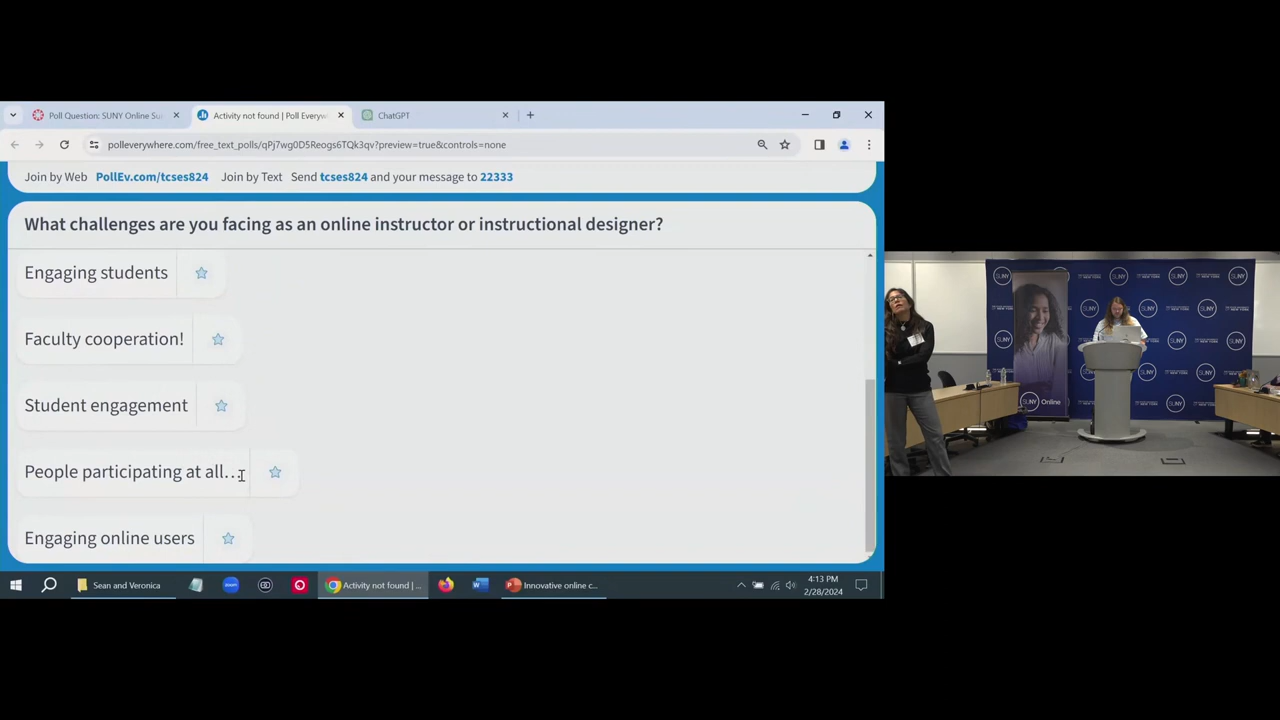 Poll Question: SUNY Online Su
Activity not found | Poll Everyw
ChatGPT
polleverywhere.com/free_text_polls/qPj7wg0D5Reogs6TQk3qv?preview=true&controls=none
Join by Web PollEv.com/tcses824 Join by Text Send tcses824 and your message to 22333
What challenges are you facing as an online instructor or instructional designer?
Engaging students
Faculty cooperation!
Student engagement
People participating at all…
Engaging online users
Sean and Veronica
zoom
Activity not found | ...
Innovative online c...
4:13 PM
2/28/2024
SUNY Online
SUNY